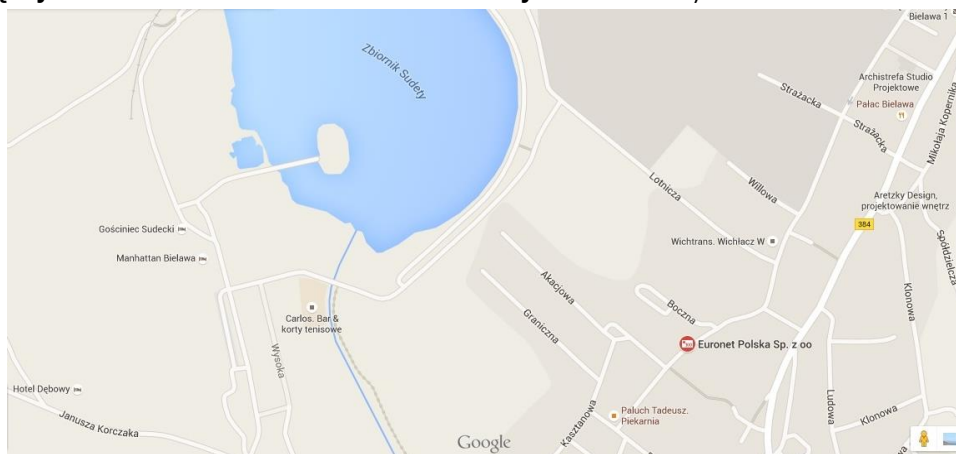 Bielawa 1
Zbiornik Sudety
Archistrefa Studio
Projektowe
Strażacka
Pałac Bielawa
Strażacka
Mikołaja Kopernika
Lotnicza
Willowa
Aretzky Design,
projektowanie wnętrz
384
Gościniec Sudecki
Wichtrans. Wichłacz W
Spółdzielcza
Manhattan Bielawa
Akacjowa
Klonowa
Boczna
Graniczna
Carlos. Bar &
korty tenisowe
Euronet Polska Sp. z oo
Wysoka
Hotel Dębowy
Ludowa
Janusza Korczaka
Kasztanowa
Paluch Tadeusz.
Piekarnia
Klonowa
Google